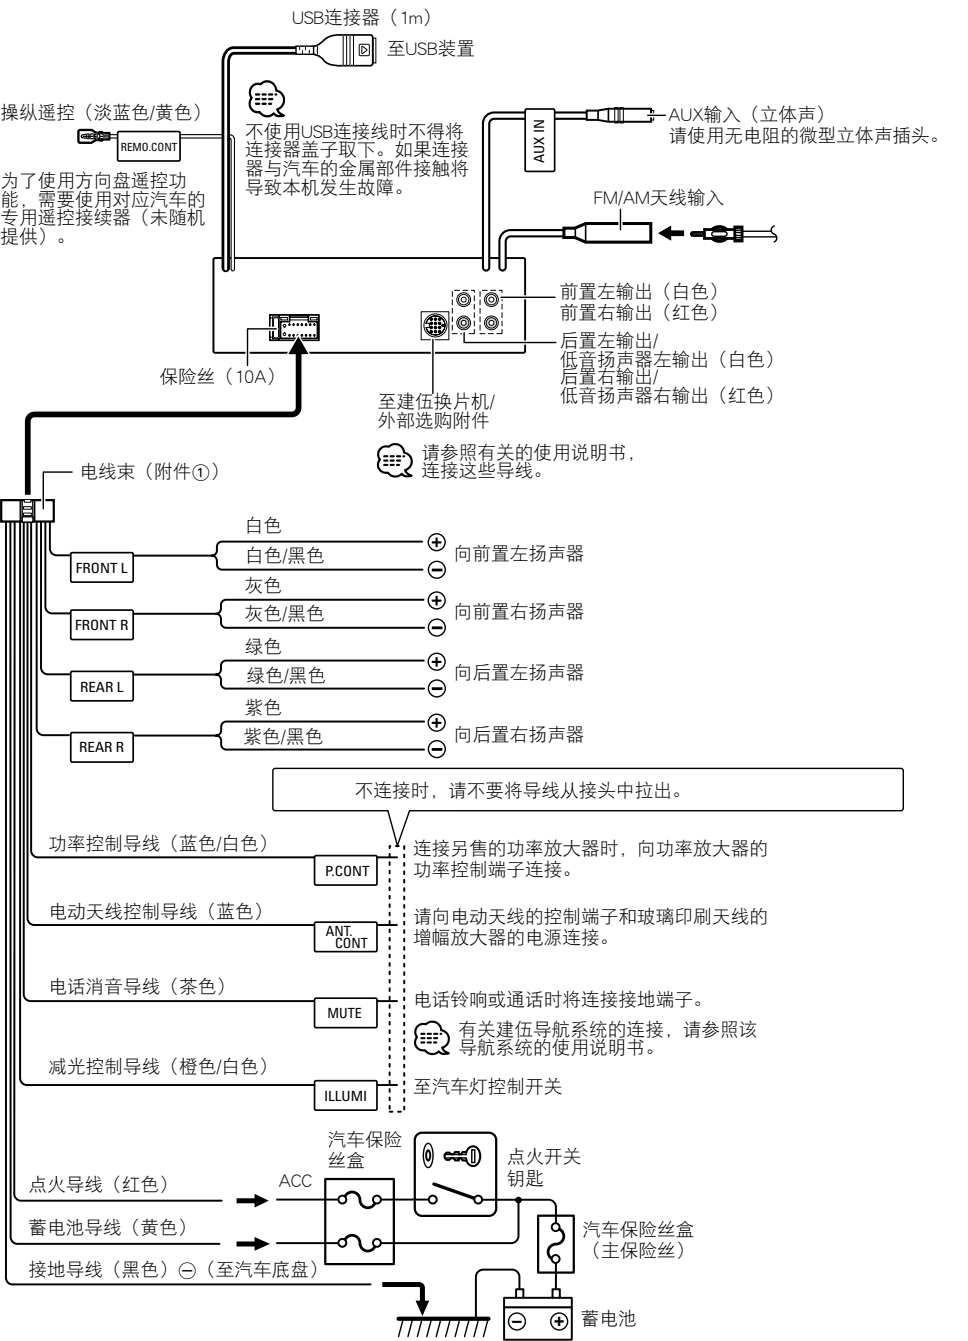 USB连接器（1m）
至USB装置
操纵遥控（淡蓝色/黄色）
REMO.CONT
为了使用方向盘遥控功
能，需要使用对应汽车的
专用遥控接续器（未随机
提供）。
不使用USB连接线时不得将
连接器盖子取下。如果连接
器与汽车的金属部件接触将
导致本机发生故障。
AUX IN
AUX输入（立体声）
请使用无电阻的微型立体声插头。
FM/AM天线输入
前置左输出（白色）
前置右输出（红色）
后置左输出/
低音扬声器左输出（白色）
后置右输出/
低音扬声器右输出（红色）
保险丝（10A）
至建伍换片机/
外部选购附件
请参照有关的使用说明书，
连接这些导线。
电线束（附件①）
FRONT L
白色
白色/黑色
⊕
⊖
向前置左扬声器
FRONT R
灰色
灰色/黑色
⊕
⊖
向前置右扬声器
REAR L
绿色
绿色/黑色
⊕
⊖
向后置左扬声器
REAR R
紫色
紫色/黑色
⊕
⊖
向后置右扬声器
不连接时，请不要将导线从接头中拉出。
功率控制导线（蓝色/白色）
P.CONT
连接另售的功率放大器时，向功率放大器的
功率控制端子连接。
电动天线控制导线（蓝色）
ANT.
CONT
请向电动天线的控制端子和玻璃印刷天线的
增幅放大器的电源连接。
电话消音导线（茶色）
MUTE
电话铃响或通话时将连接接地端子。
有关建伍导航系统的连接，请参照该
导航系统的使用说明书。
减光控制导线（橙色/白色）
ILLUMI
至汽车灯控制开关
汽车保险
丝盒
点火开关
钥匙
点火导线（红色）
ACC
蓄电池导线（黄色）
汽车保险丝盒
（主保险丝）
接地导线（黑色）⊖（至汽车底盘）
⊖
⊕
蓄电池